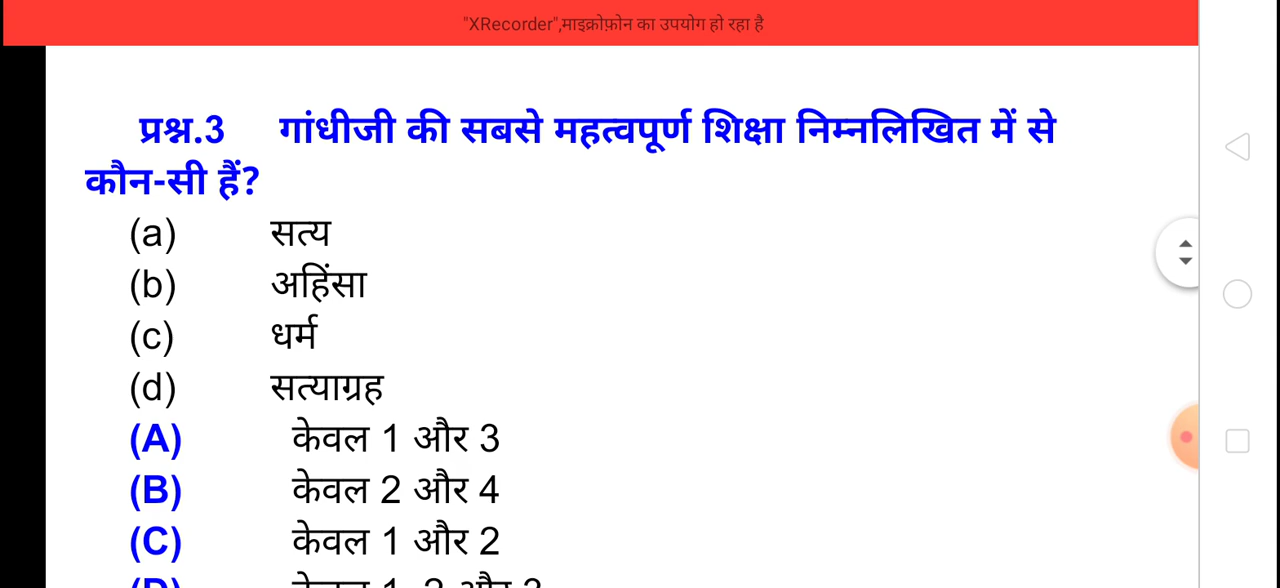 "XRecorder",माइक्रोफ़ोन का उपयोग हो रहा है
प्रश्न.3 गांधीजी की सबसे महत्वपूर्ण शिक्षा निम्नलिखित में से
कौन-सी हैं?
(a) सत्य
(b) अहिंसा
(c) धर्म
(d) सत्याग्रह
(A) केवल 1 और 3
(B) केवल 2 और 4
(C) केवल 1 और 2